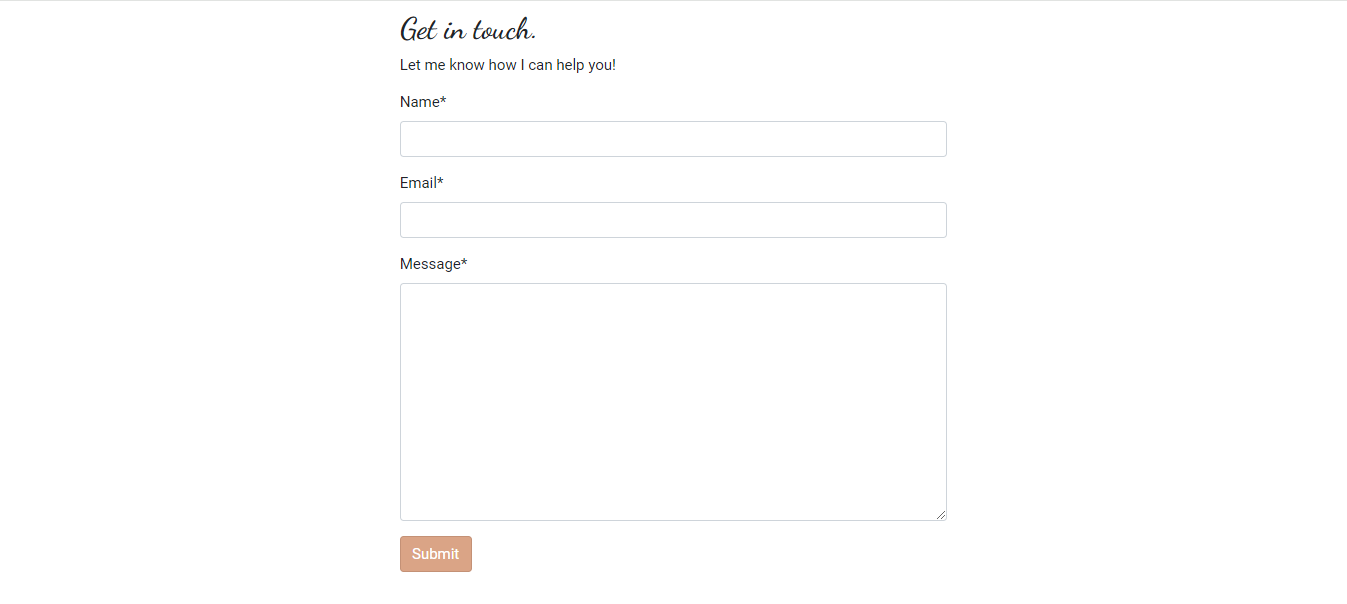 Get in touch.
Let me know how I can help you!
Name*
Email*
Message*
Submit